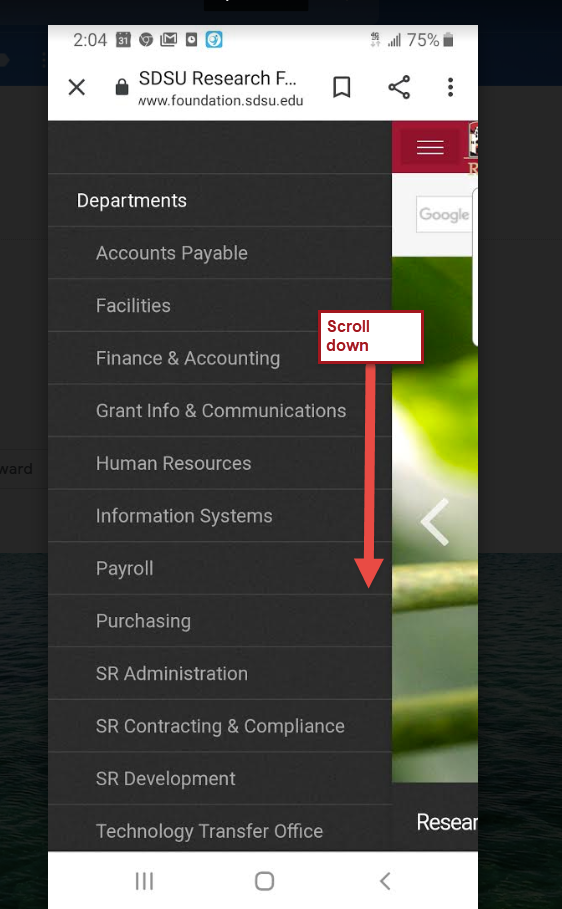 2:04 31 75%
SDSU Research F...
www.foundation.sdsu.edu
Departments
Google
Accounts Payable
Facilities
Scroll
down
Finance & Accounting
Grant Info & Communications
Human Resources
ward
Information Systems
Payroll
Purchasing
SR Administration
SR Contracting & Compliance
SR Development
Technology Transfer Office
Resear